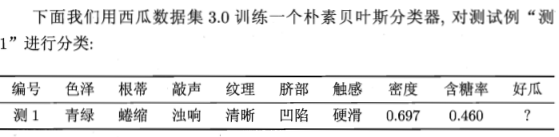 下面我们用西瓜数据集 3.0 训练一个朴素贝叶斯分类器, 对测试例“测
1”进行分类:
编号 色泽 根蒂 敲声 纹理 脐部 触感 密度 含糖率 好瓜
测 1 青绿 蜷缩 浊响 清晰 凹陷 硬滑 0.697 0.460 ?